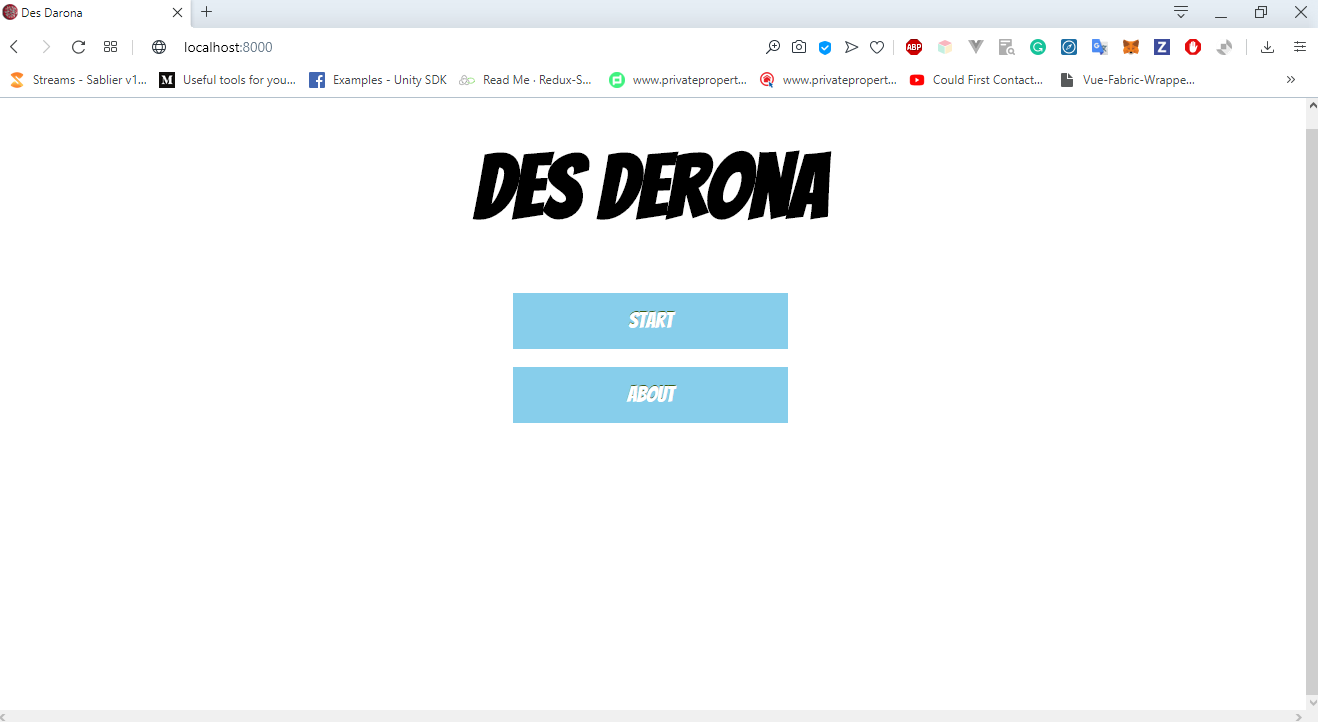 Des Darona
localhost:8000
ABP
Streams - Sablier v1...
M Useful tools for you...
Examples - Unity SDK
Read Me · Redux-S...
www.privatepropert...
www.privatepropert...
Could First Contact...
Vue-Fabric-Wrappe...
DES DERONA
START
ABOUT